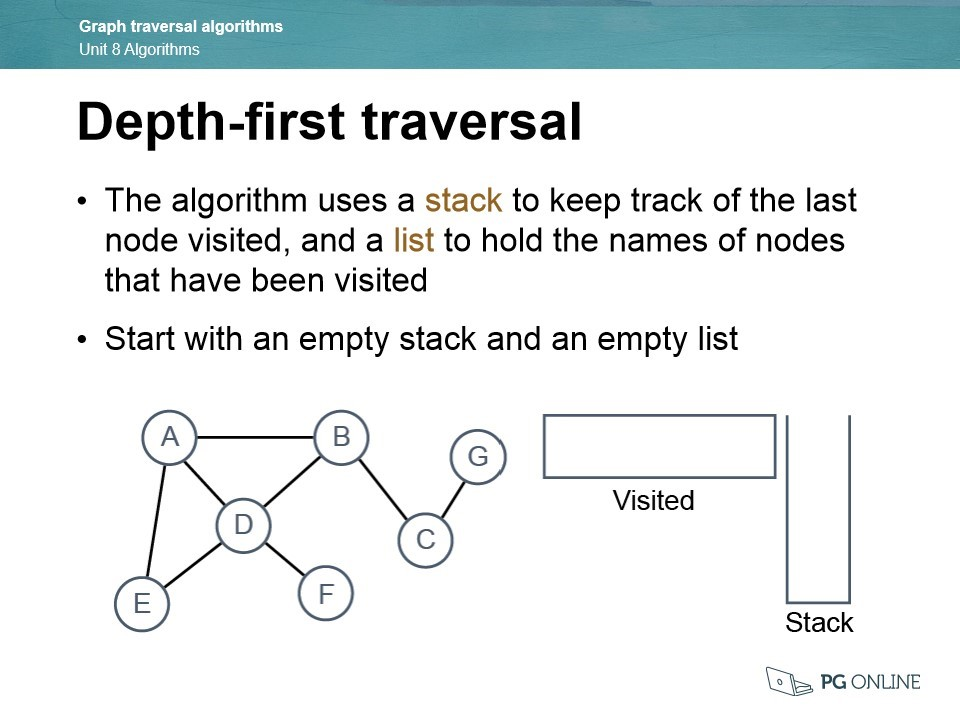 Graph traversal algorithms
Unit 8 Algorithms
Depth-first traversal
• The algorithm uses a stack to keep track of the last
node visited, and a list to hold the names of nodes
that have been visited
• Start with an empty stack and an empty list
A
B
G
D
C
E
F
Visited
Stack
PG ONLINE